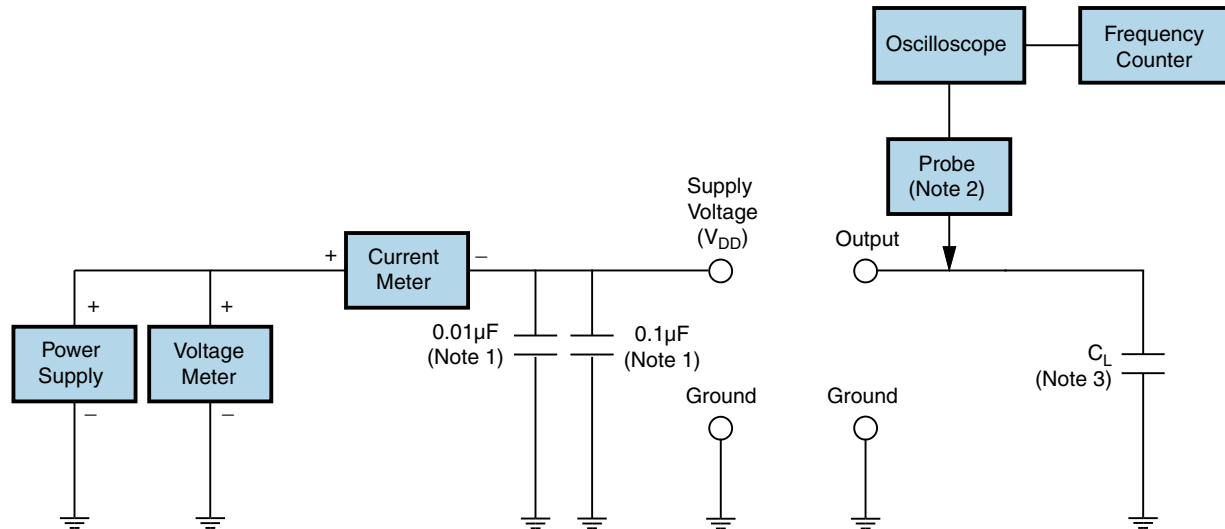 Oscilloscope
Frequency
Counter
Probe
(Note 2)
Supply
Voltage
(V_DD)
Output
+
Current
Meter
–
+
+
Power
Supply
Voltage
Meter
0.01µF
(Note 1)
0.1µF
(Note 1)
C_L
(Note 3)
–
–
Ground
Ground